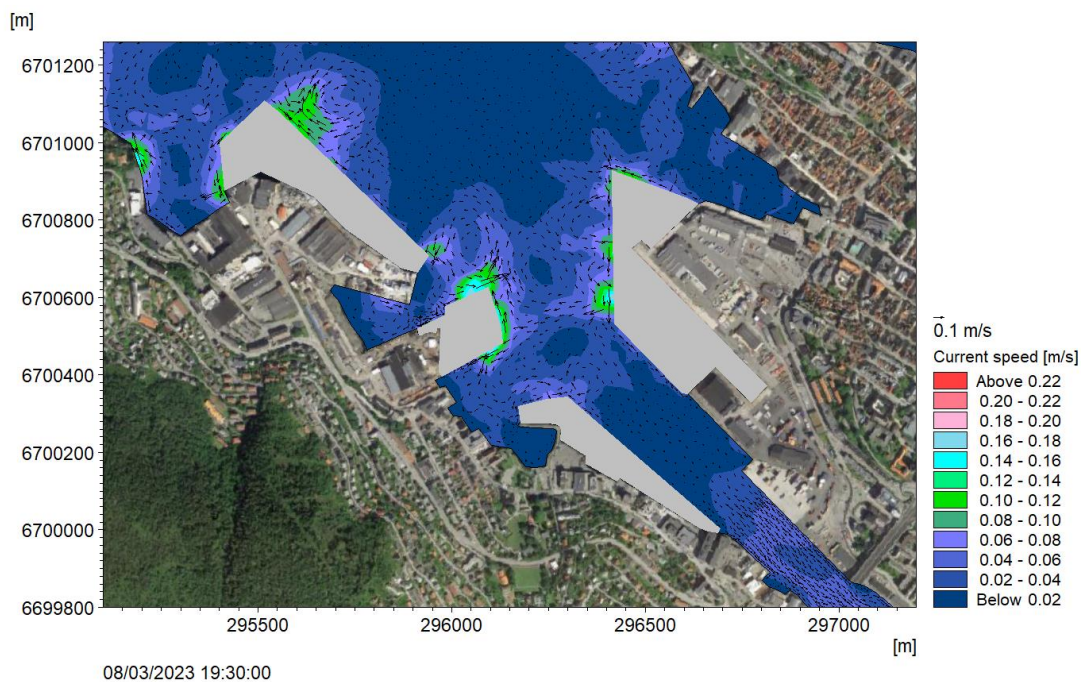 [m]
6701200
6701000
6700800
6700600
6700400
6700200
6700000
6699800
295500
296000
296500
297000
[m]
08/03/2023 19:30:00
0.1 m/s
Current speed [m/s]
Above 0.22
0.20 - 0.22
0.18 - 0.20
0.16 - 0.18
0.14 - 0.16
0.12 - 0.14
0.10 - 0.12
0.08 - 0.10
0.06 - 0.08
0.04 - 0.06
0.02 - 0.04
Below 0.02